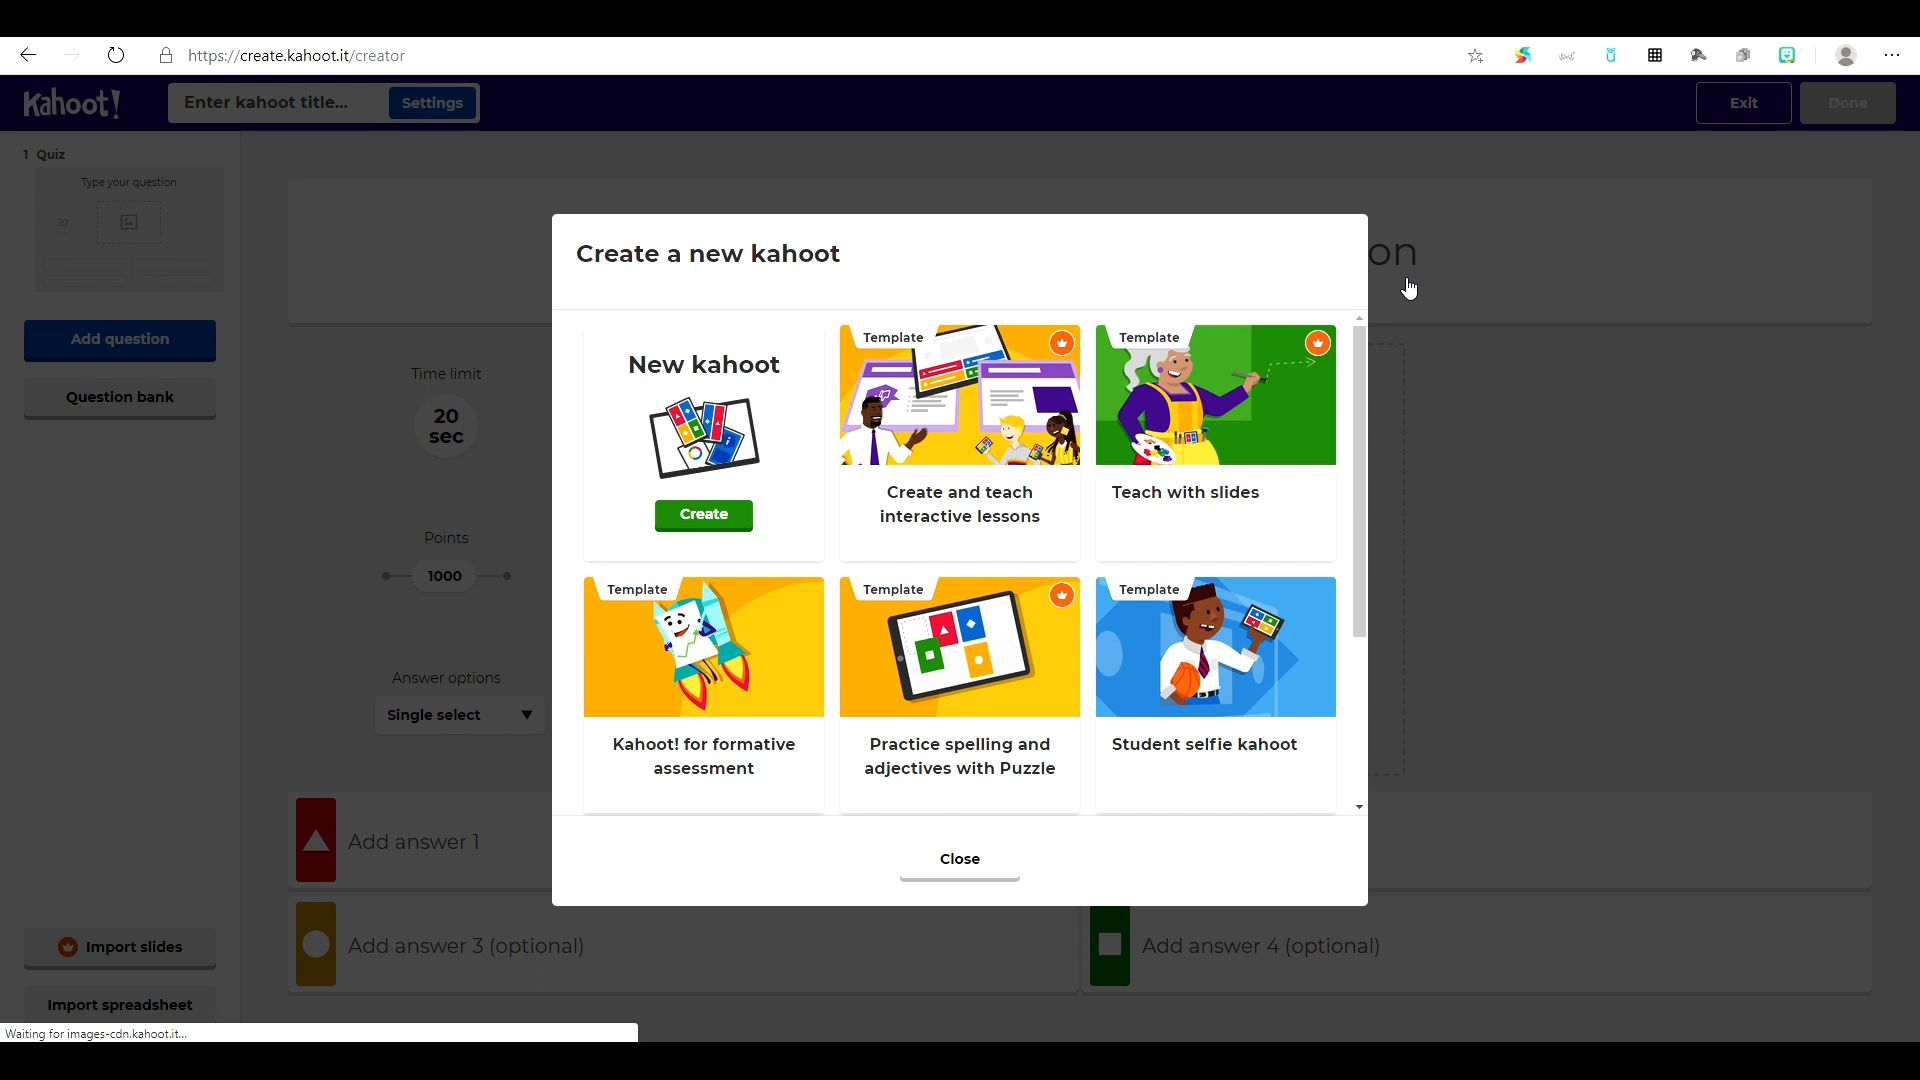 https://create.kahoot.it/creator
Kahoot!
Enter kahoot title...
Settings
Exit
Done
1 Quiz
Type your question
20
Add question
Question bank
Time limit
20
sec
Points
1000
Answer options
Single select
on
Create a new kahoot
New kahoot
Create
Template
Create and teach
interactive lessons
Template
Teach with slides
Template
Kahoot! for formative
assessment
Template
Practice spelling and
adjectives with Puzzle
Template
Student selfie kahoot
Close
Add answer 1
Add answer 3 (optional)
Add answer 4 (optional)
Import slides
Import spreadsheet
Waiting for images-cdn.kahoot.it...